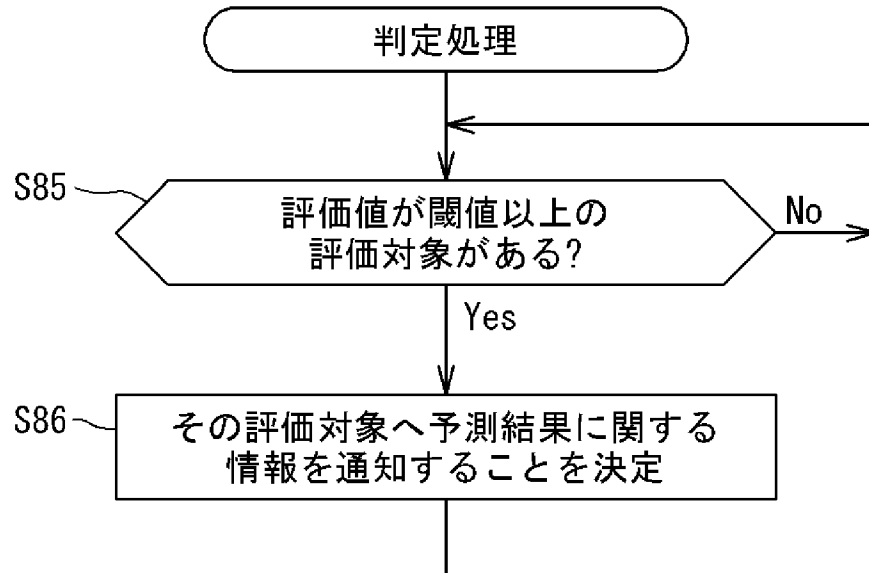 判定処理
S85
評価値が閾値以上の
評価対象がある?
No
Yes
S86
その評価対象へ予測結果に関する
情報を通知することを決定